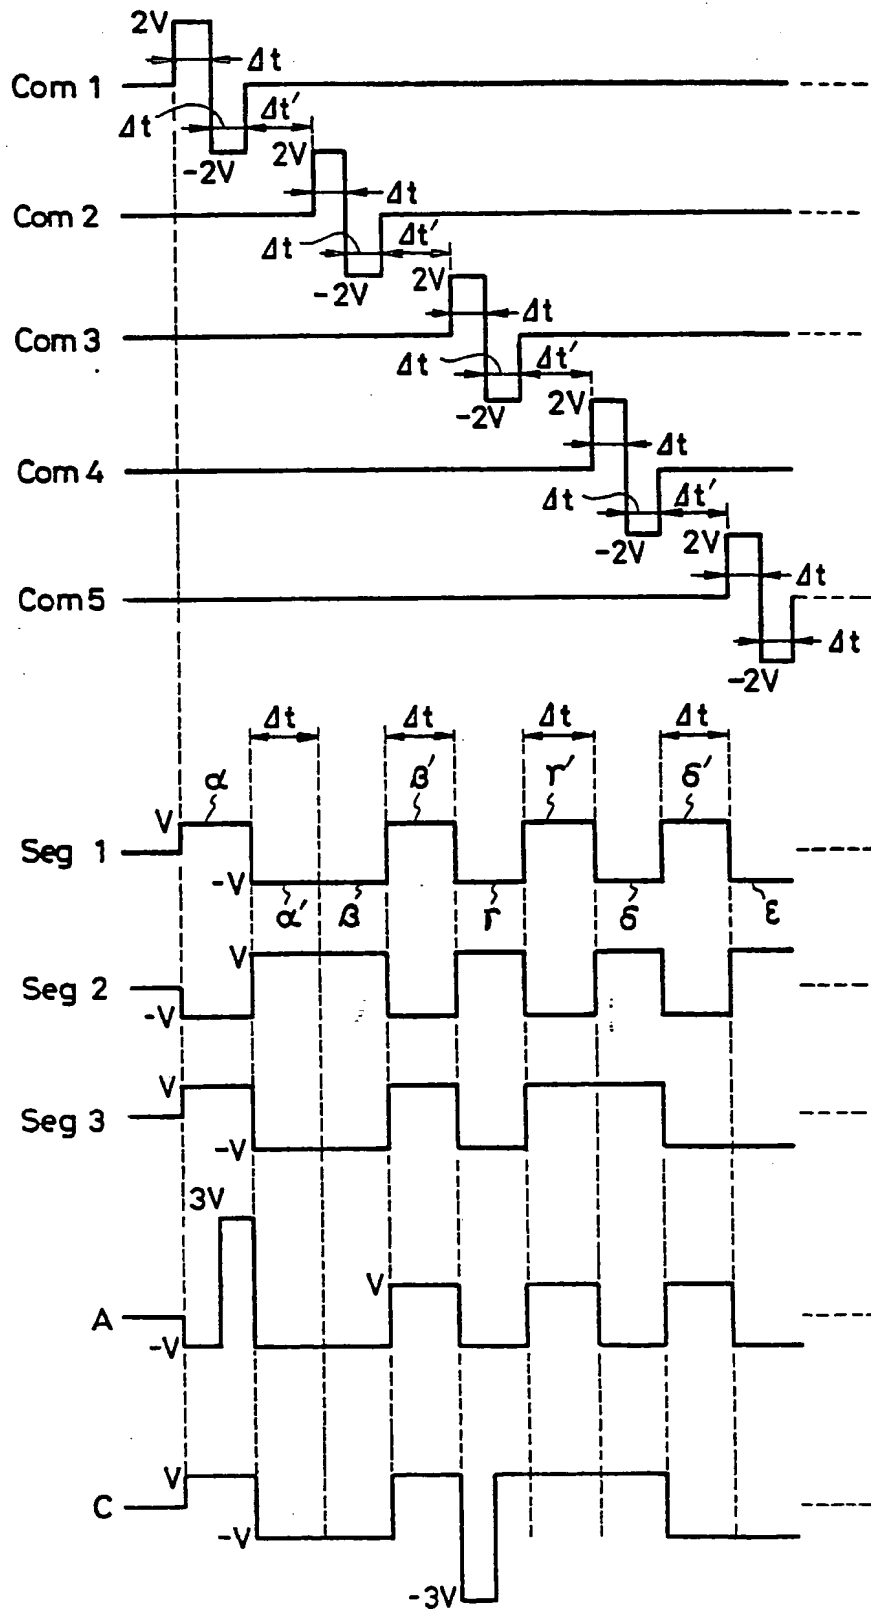 2V
Δt
Com 1
Δt
Δt′
-2V
2V
Δt
Com 2
Δt
Δt′
-2V
2V
Δt
Com 3
Δt
Δt′
-2V
2V
Δt
Com 4
Δt
Δt′
-2V
2V
Δt
Com 5
Δt
-2V
Δt Δt Δt Δt
α β′ γ′ δ′
V
Seg 1
-V
α′ β γ δ ε
V
Seg 2
-V
V
Seg 3
-V
3V
V
A
-V
V
C
-V
-3V